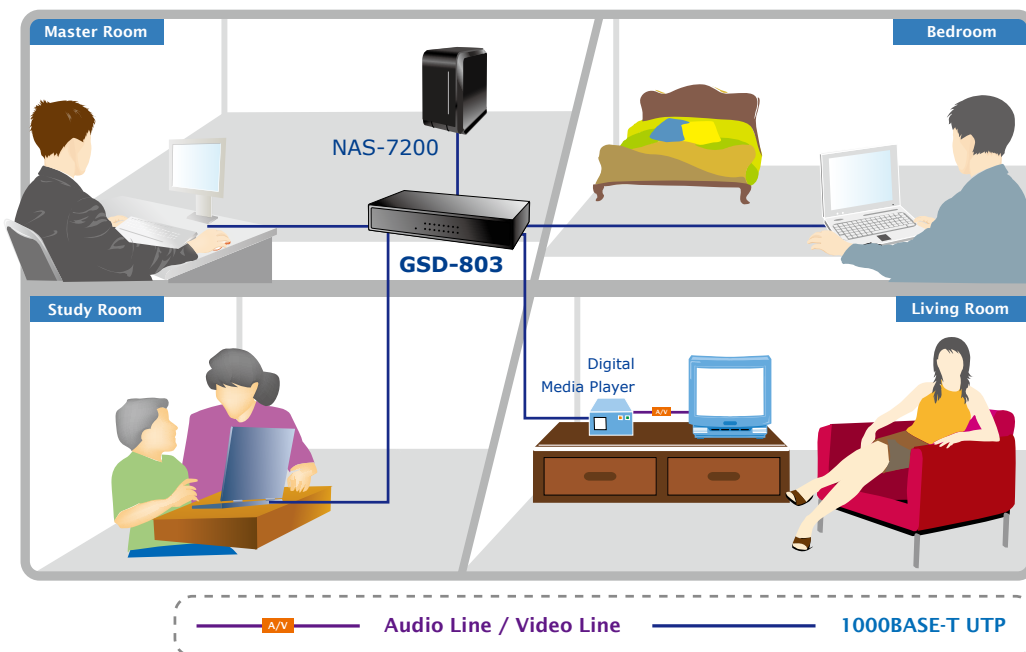 Master Room
Bedroom
NAS-7200
GSD-803
Study Room
Living Room
Digital
Media Player
A/V
A/V
Audio Line / Video Line
1000BASE-T UTP